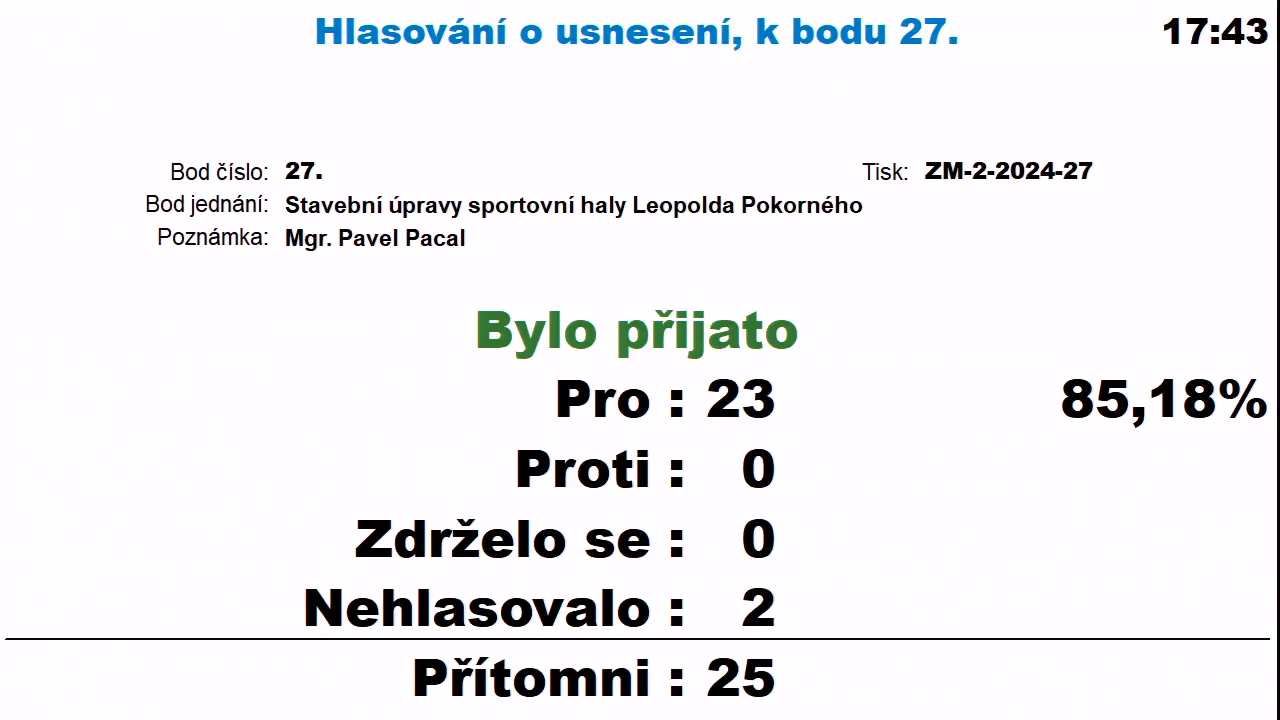 Hlasování o usnesení, k bodu 27. 17:43
Bod číslo: 27. Tisk: ZM-2-2024-27
Bod jednání: Stavební úpravy sportovní haly Leopolda Pokorného
Poznámka: Mgr. Pavel Pacal
Bylo přijato
Pro : 23 85,18%
Proti : 0
Zdrželo se : 0
Nehlasovalo : 2
Přítomni : 25